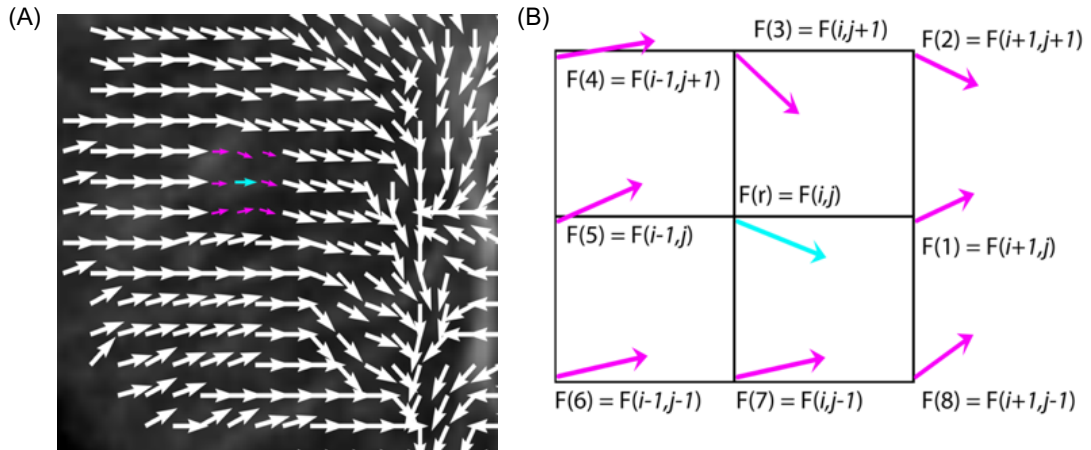 (A)
(B)
F(3) = F(i,j+1)
F(2) = F(i+1,j+1)
F(4) = F(i-1,j+1)
F(r) = F(i,j)
F(5) = F(i-1,j)
F(1) = F(i+1,j)
F(6) = F(i-1,j-1)
F(7) = F(i,j-1)
F(8) = F(i+1,j-1)